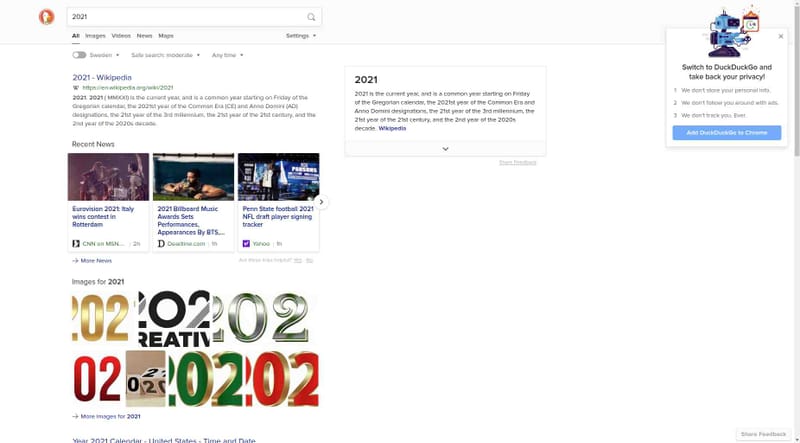 2021
All Images Videos News Maps Settings
Sweden Safe search: moderate Any time
2021 - Wikipedia
https://en.wikipedia.org/wiki/2021
2021. 2021 ( MMXXI) is the current year, and is a common year starting on Friday of the
Gregorian calendar, the 2021st year of the Common Era (CE) and Anno Domini (AD)
designations, the 21st year of the 3rd millennium, the 21st year of the 21st century, and the
2nd year of the 2020s decade.
Recent News
Eurovision 2021: Italy
wins contest in
Rotterdam
CNN on MSN... 2h
2021 Billboard Music
Awards Sets
Performances,
Appearances By BTS,...
Deadline.com 1h
Penn State football 2021
NFL draft player signing
tracker
Yahoo 1h
More News
Are these links helpful? Yes No
Images for 2021
202
202
CREATIVE
202
02
202
202
202
More Images for 2021
Year 2021 Calendar - United States - Time and Date
2021
2021 is the current year, and is a common year starting on Friday
of the Gregorian calendar, the 2021st year of the Common Era and
Anno Domini designations, the 21st year of the 3rd millennium, the
21st year of the 21st century, and the 2nd year of the 2020s
decade. Wikipedia
Share Feedback
Switch to DuckDuckGo and
take back your privacy!
1 We don't store your personal info.
2 We don't follow you around with ads.
3 We don't track you. Ever.
Add DuckDuckGo to Chrome
Share Feedback